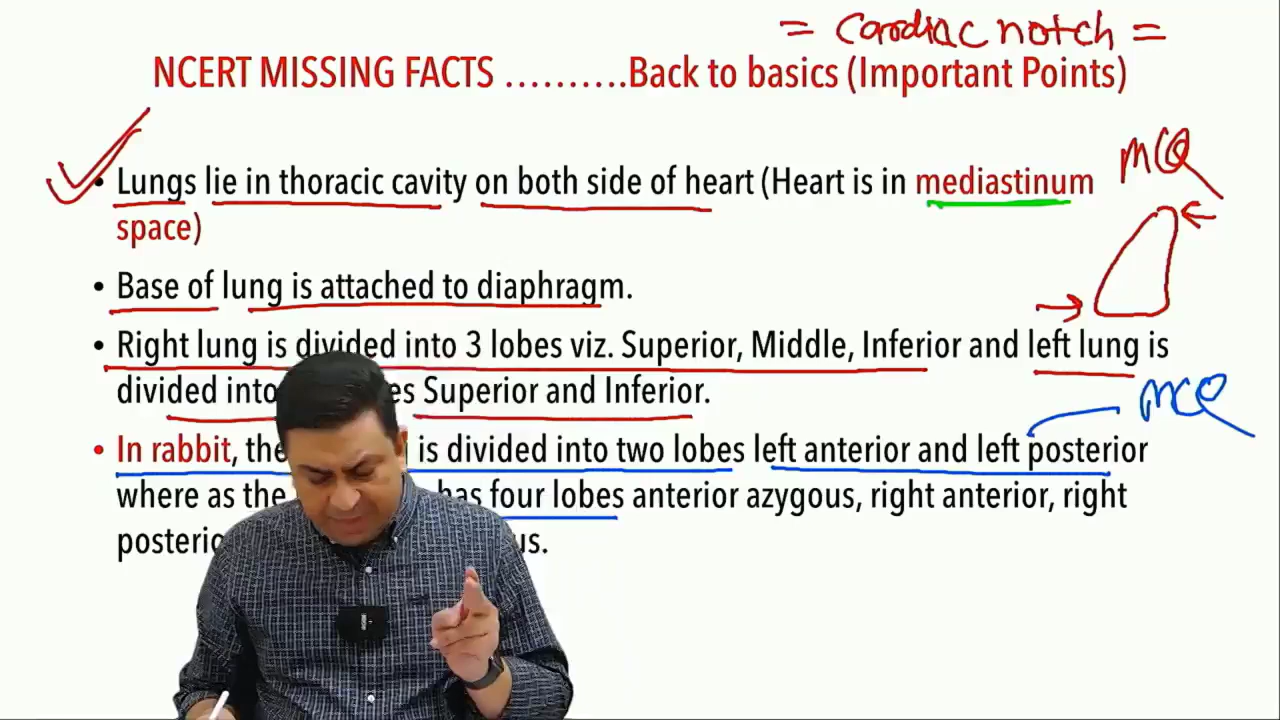 = cardiac notch =
NCERT MISSING FACTS ..........Back to basics (Important Points)
MCQ
• Lungs lie in thoracic cavity on both side of heart (Heart is in mediastinum
space)
• Base of lung is attached to diaphragm.
• Right lung is divided into 3 lobes viz. Superior, Middle, Inferior and left lung is
divided into Superior and Inferior.
MCQ
• In rabbit, the is divided into two lobes left anterior and left posterior
where as the has four lobes anterior azygous, right anterior, right